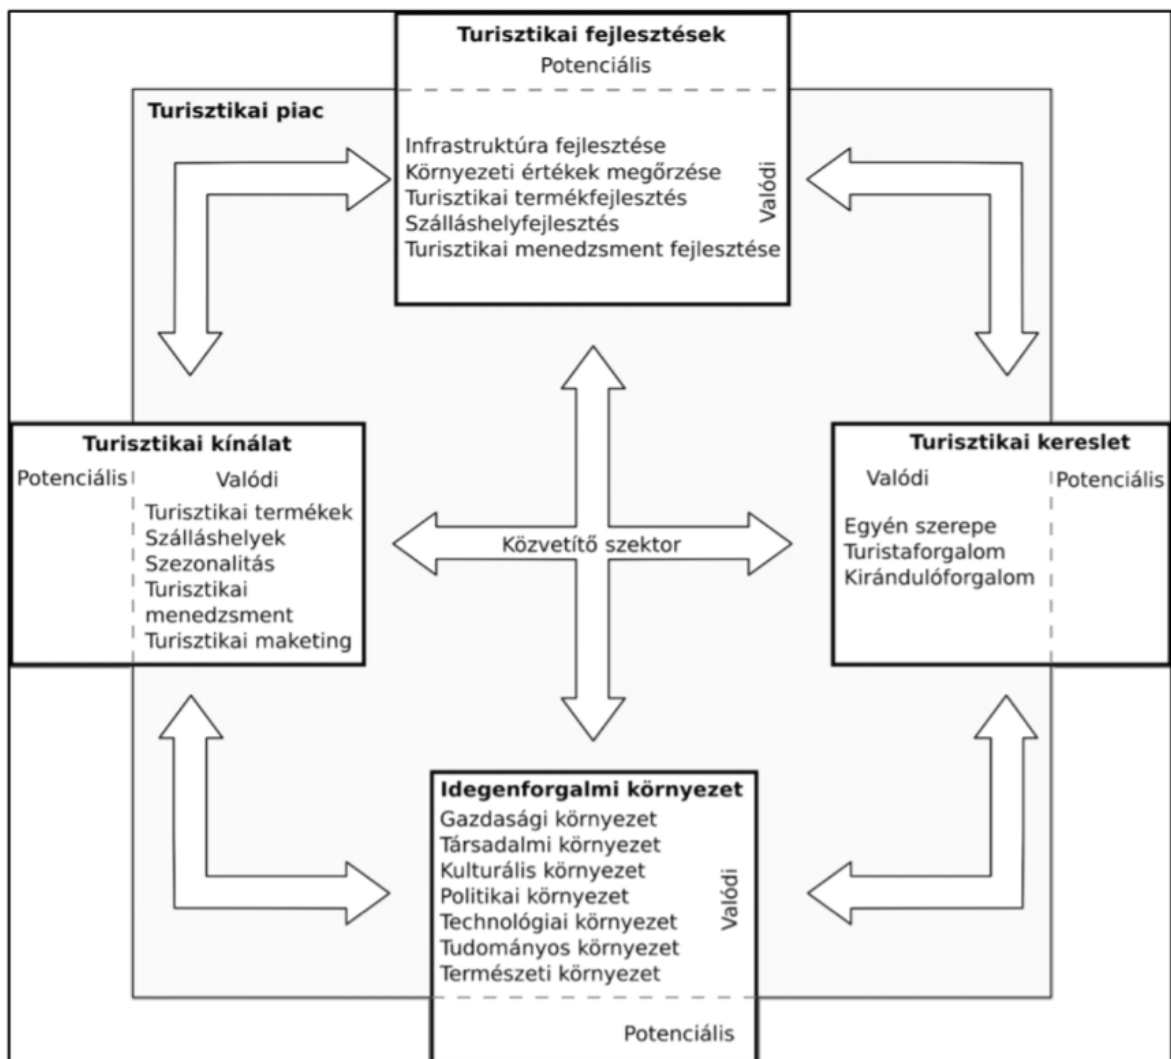 Turisztikai fejlesztések
Potenciális
Turisztikai piac
Infrastruktúra fejlesztése
Környezeti értékek megőrzése
Turisztikai termékfejlesztés
Szálláshelyfejlesztés
Turisztikai menedzsment fejlesztése
Valódi
Turisztikai kínálat
Potenciális
Valódi
Turisztikai termékek
Szálláshelyek
Szezonalitás
Turisztikai
menedzsment
Turisztikai maketing
Közvetítő szektor
Turisztikai kereslet
Valódi
Potenciális
Egyén szerepe
Turistaforgalom
Kirándulóforgalom
Idegenforgalmi környezet
Gazdasági környezet
Társadalmi környezet
Kulturális környezet
Politikai környezet
Technológiai környezet
Tudományos környezet
Természeti környezet
Valódi
Potenciális